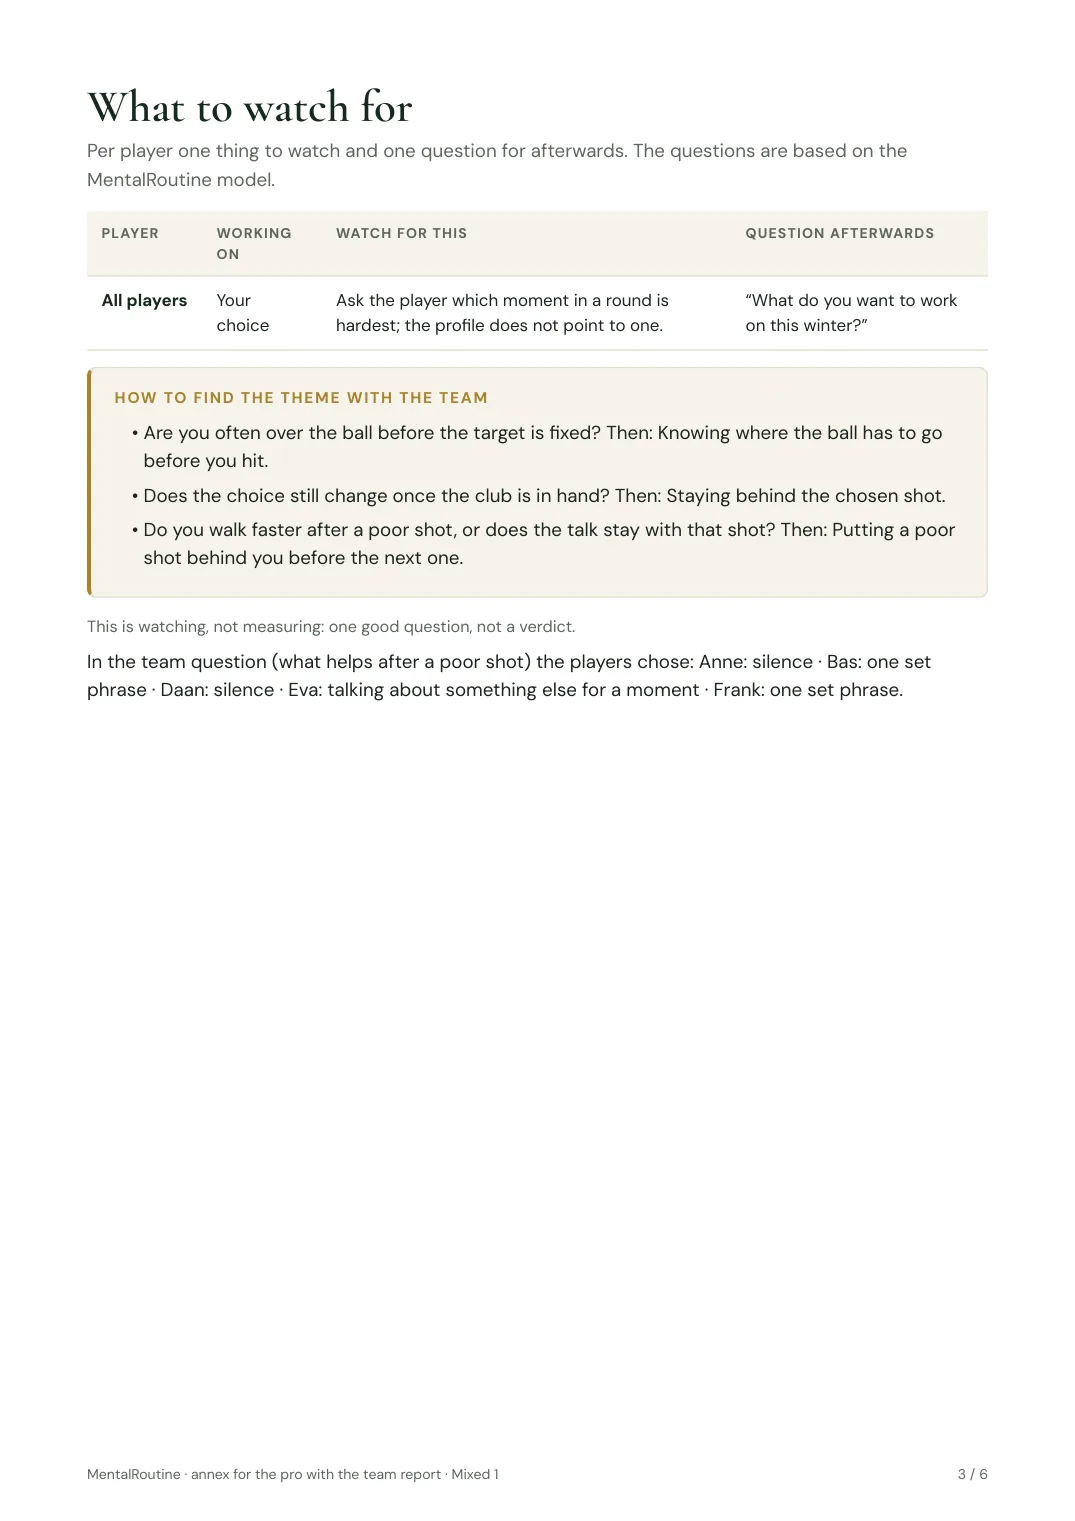 What to watch for
Per player one thing to watch and one question for afterwards. The questions are based on the
MentalRoutine model.
PLAYER WORKING ON WATCH FOR THIS QUESTION AFTERWARDS
All players
Your
choice
Ask the player which moment in a round is
hardest; the profile does not point to one.
“What do you want to work
on this winter?”
HOW TO FIND THE THEME WITH THE TEAM
• Are you often over the ball before the target is fixed? Then: Knowing where the ball has to go
before you hit.
• Does the choice still change once the club is in hand? Then: Staying behind the chosen shot.
• Do you walk faster after a poor shot, or does the talk stay with that shot? Then: Putting a poor
shot behind you before the next one.
This is watching, not measuring: one good question, not a verdict.
In the team question (what helps after a poor shot) the players chose: Anne: silence · Bas: one set
phrase · Daan: silence · Eva: talking about something else for a moment · Frank: one set phrase.
MentalRoutine · annex for the pro with the team report · Mixed 1
3 / 6